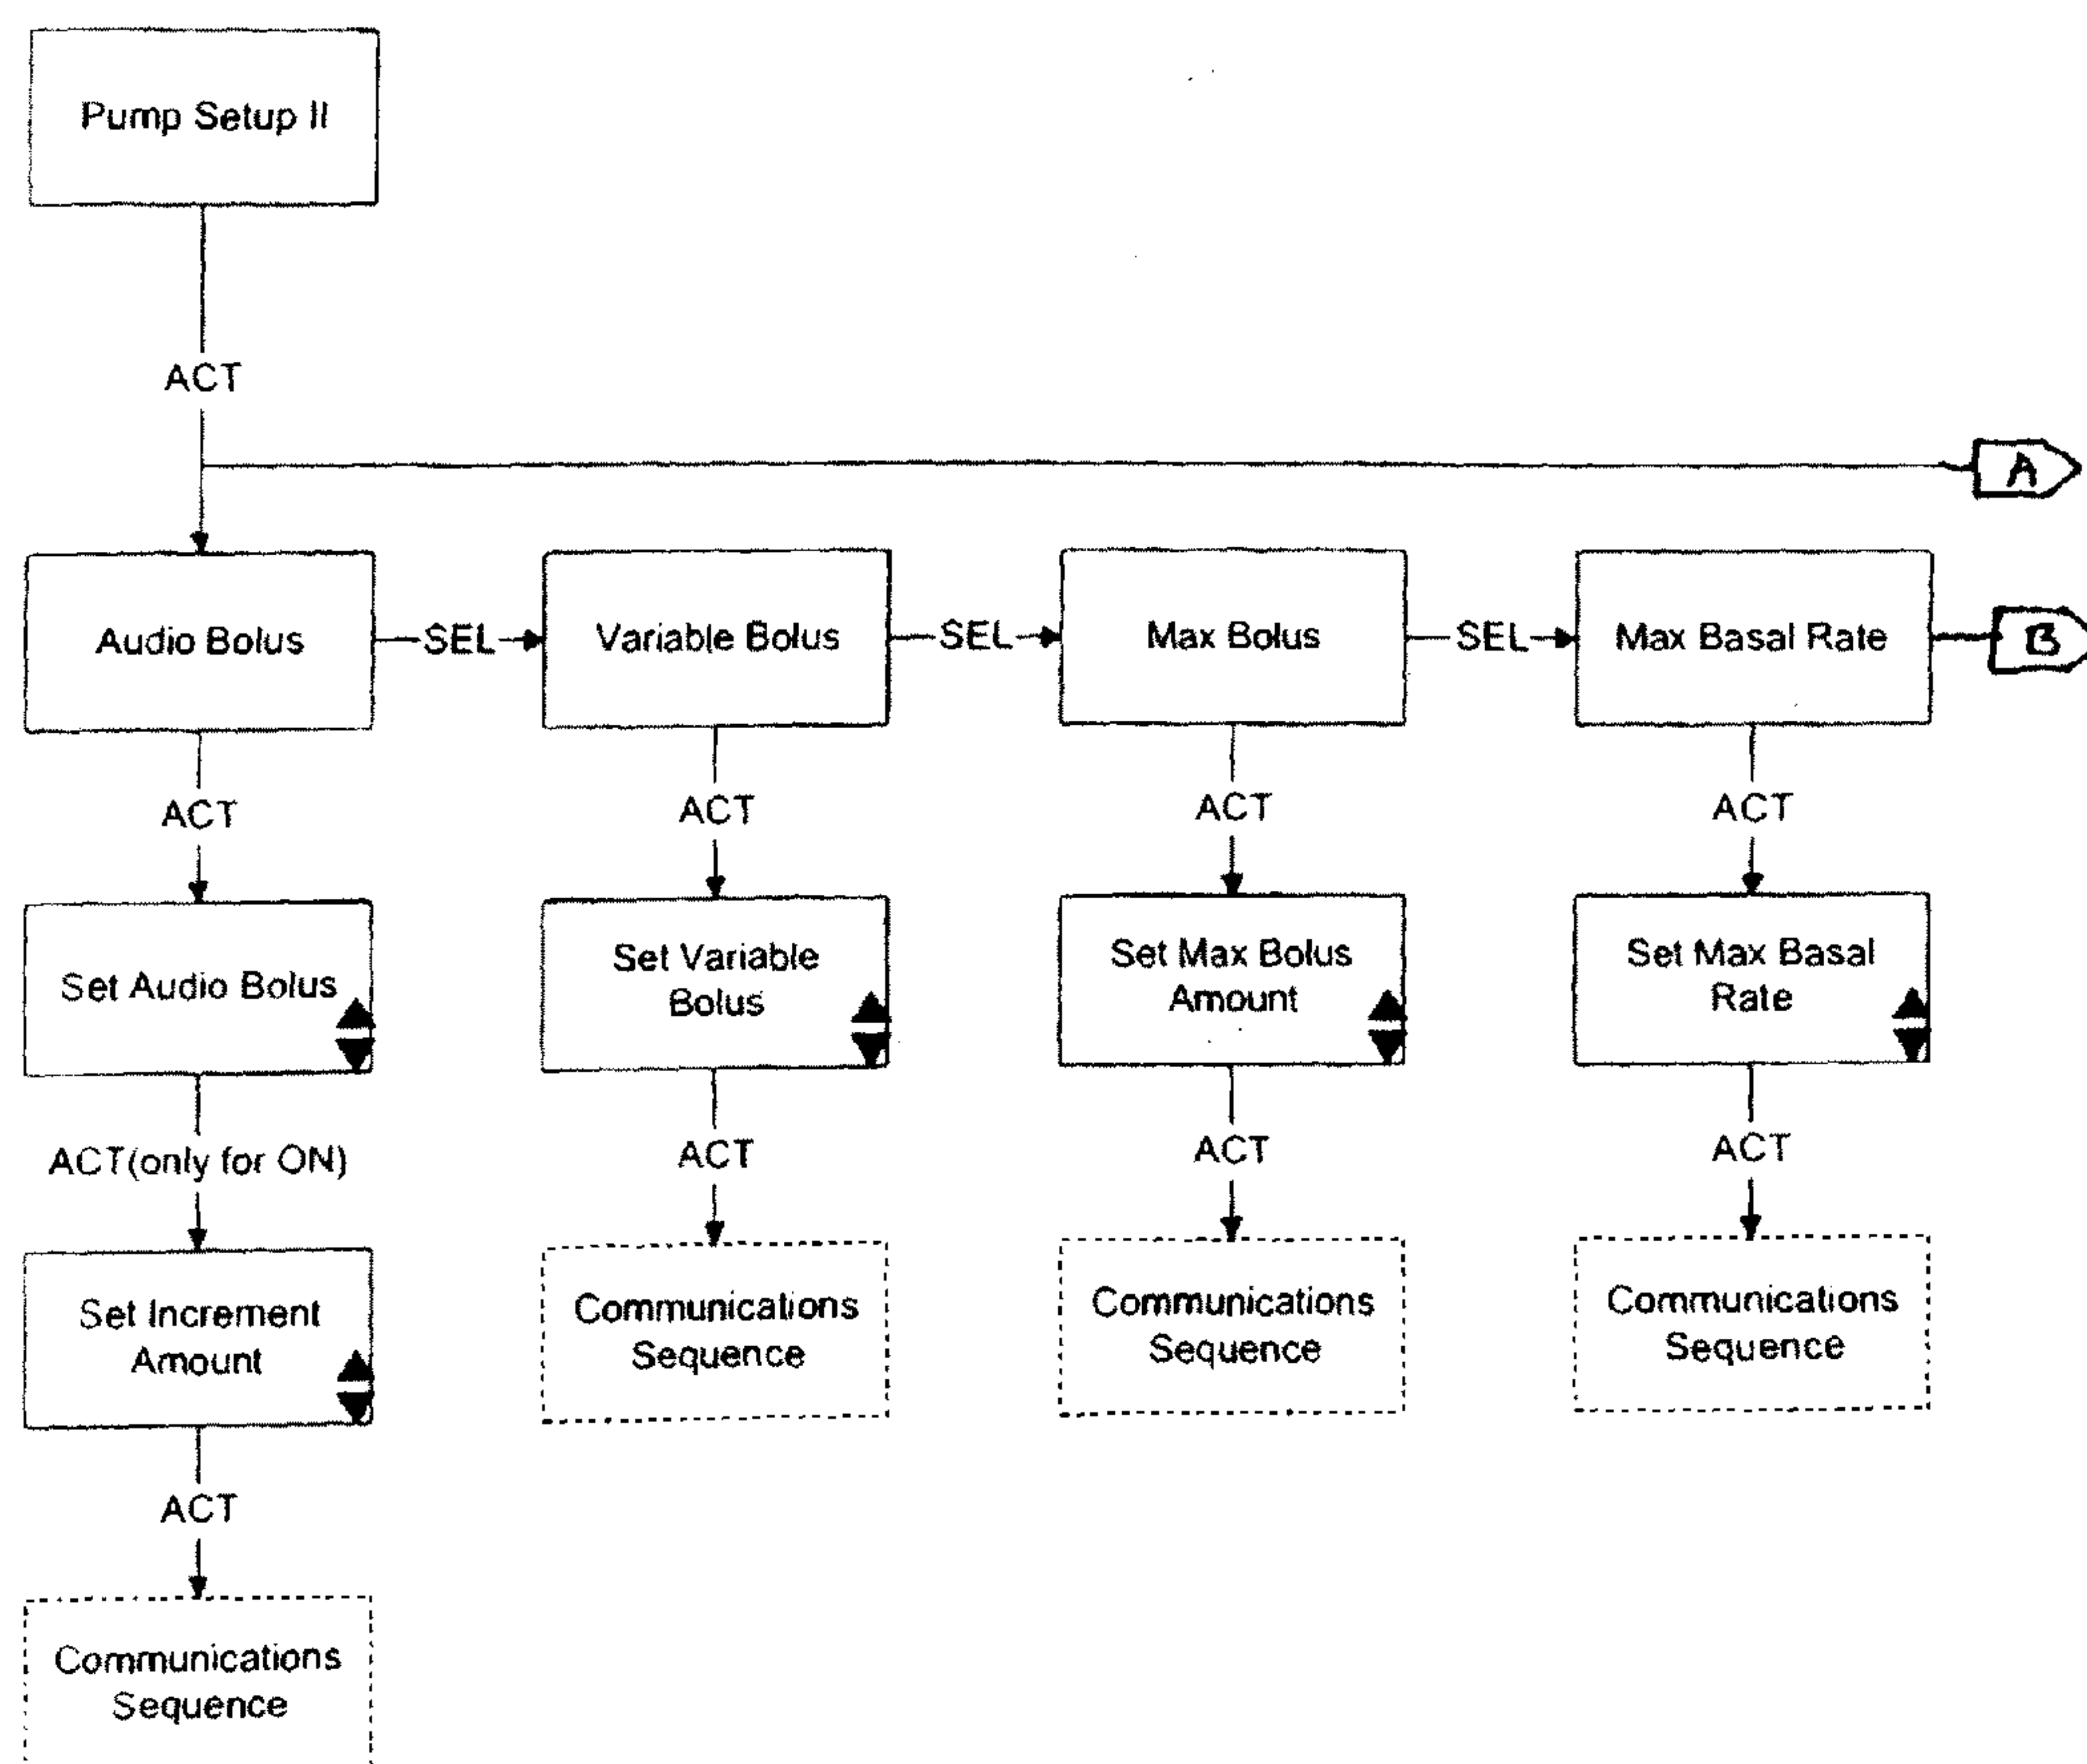 Pump Setup II
ACT
A
Audio Bolus
SEL
Variable Bolus
SEL
Max Bolus
SEL
Max Basal Rate
B
ACT
ACT
ACT
ACT
Set Audio Bolus
Set Variable
Bolus
Set Max Bolus
Amount
Set Max Basal
Rate
ACT(only for ON)
ACT
ACT
ACT
Set Increment
Amount
Communications
Sequence
Communications
Sequence
Communications
Sequence
ACT
Communications
Sequence